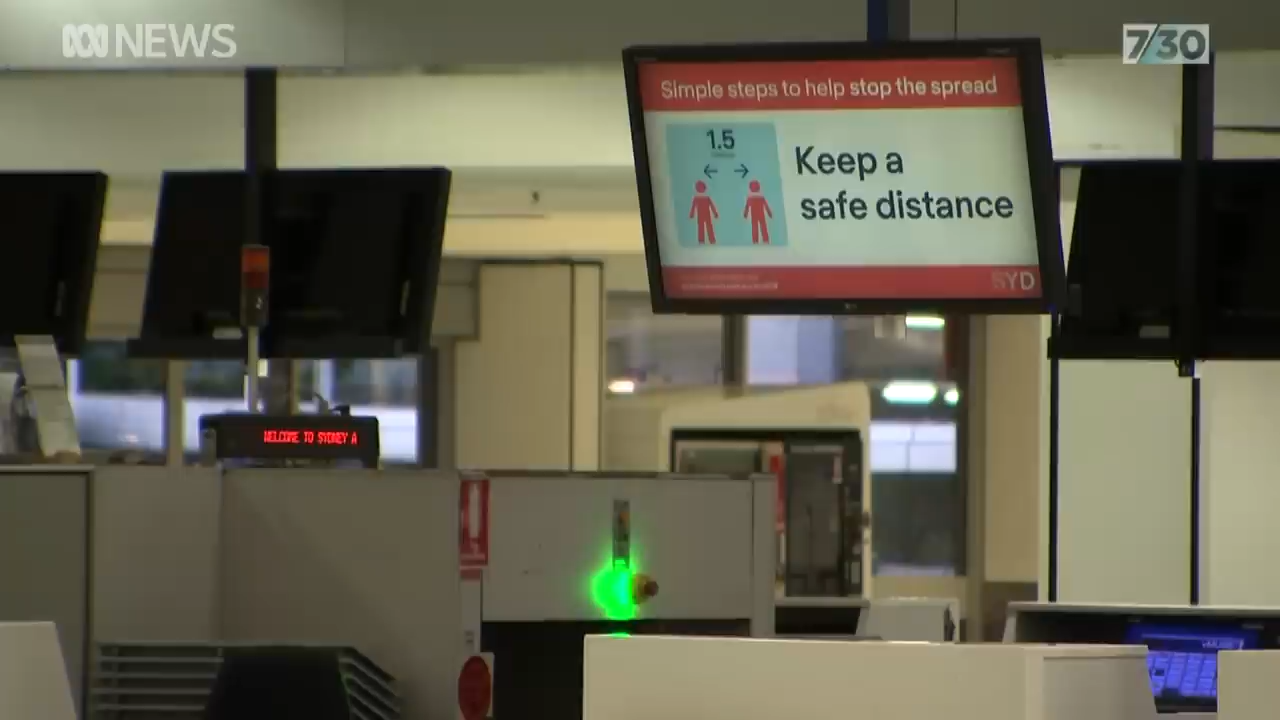 NEWS
7/30
Simple steps to help stop the spread
1.5
Keep a
safe distance
SYD
WELCOME TO SYDNEY A